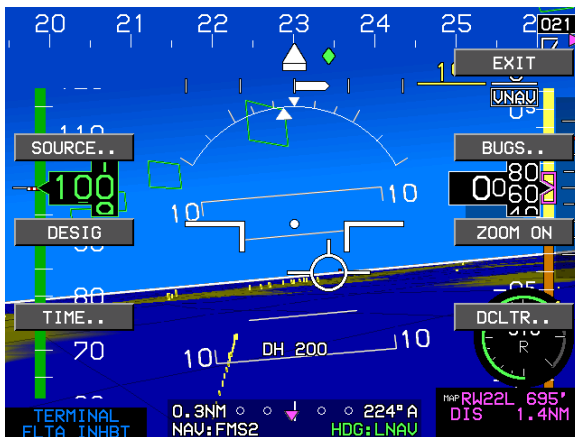 20 21 22 23 24 25 021
EXIT
VNAV
SOURCE..
BUGS..
100
80
00 60
10 10
DESIG
ZOOM ON
80
TIME..
DCLTR..
R
70
10 DH 200 10
TERMINAL
FLTA INHBT
0.3NM 224°A
NAV:FMS2 HDG:LNAV
MAP RW22L 695'
DIS 1.4NM